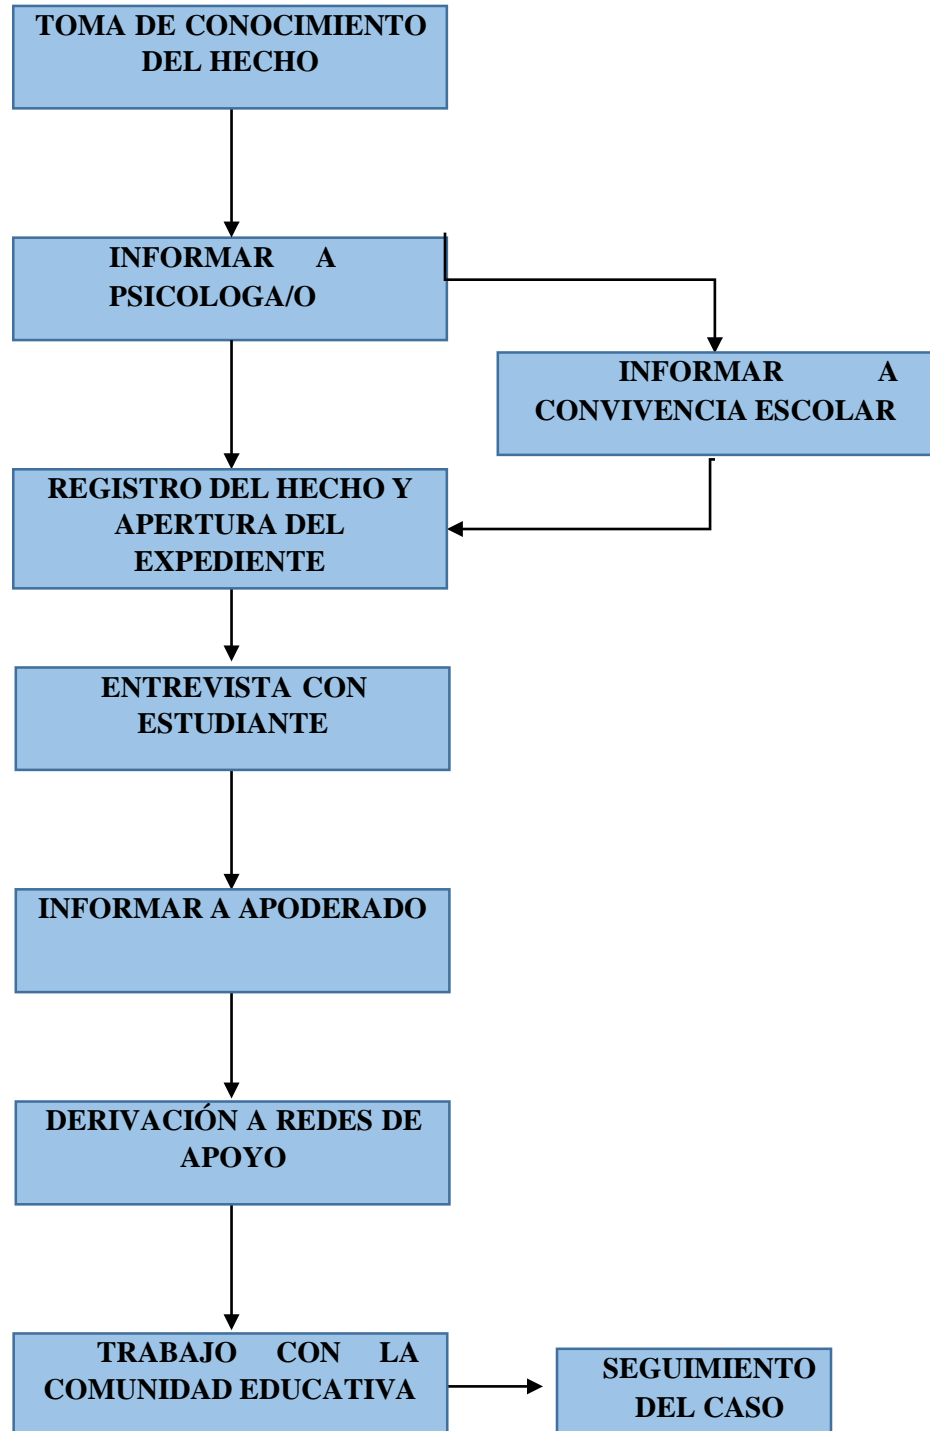 TOMA DE CONOCIMIENTO
DEL HECHO
INFORMAR A
PSICOLOGA/O
INFORMAR A
CONVIVENCIA ESCOLAR
REGISTRO DEL HECHO Y
APERTURA DEL
EXPEDIENTE
ENTREVISTA CON
ESTUDIANTE
INFORMAR A APODERADO
DERIVACIÓN A REDES DE
APOYO
TRABAJO CON LA
COMUNIDAD EDUCATIVA
SEGUIMIENTO
DEL CASO